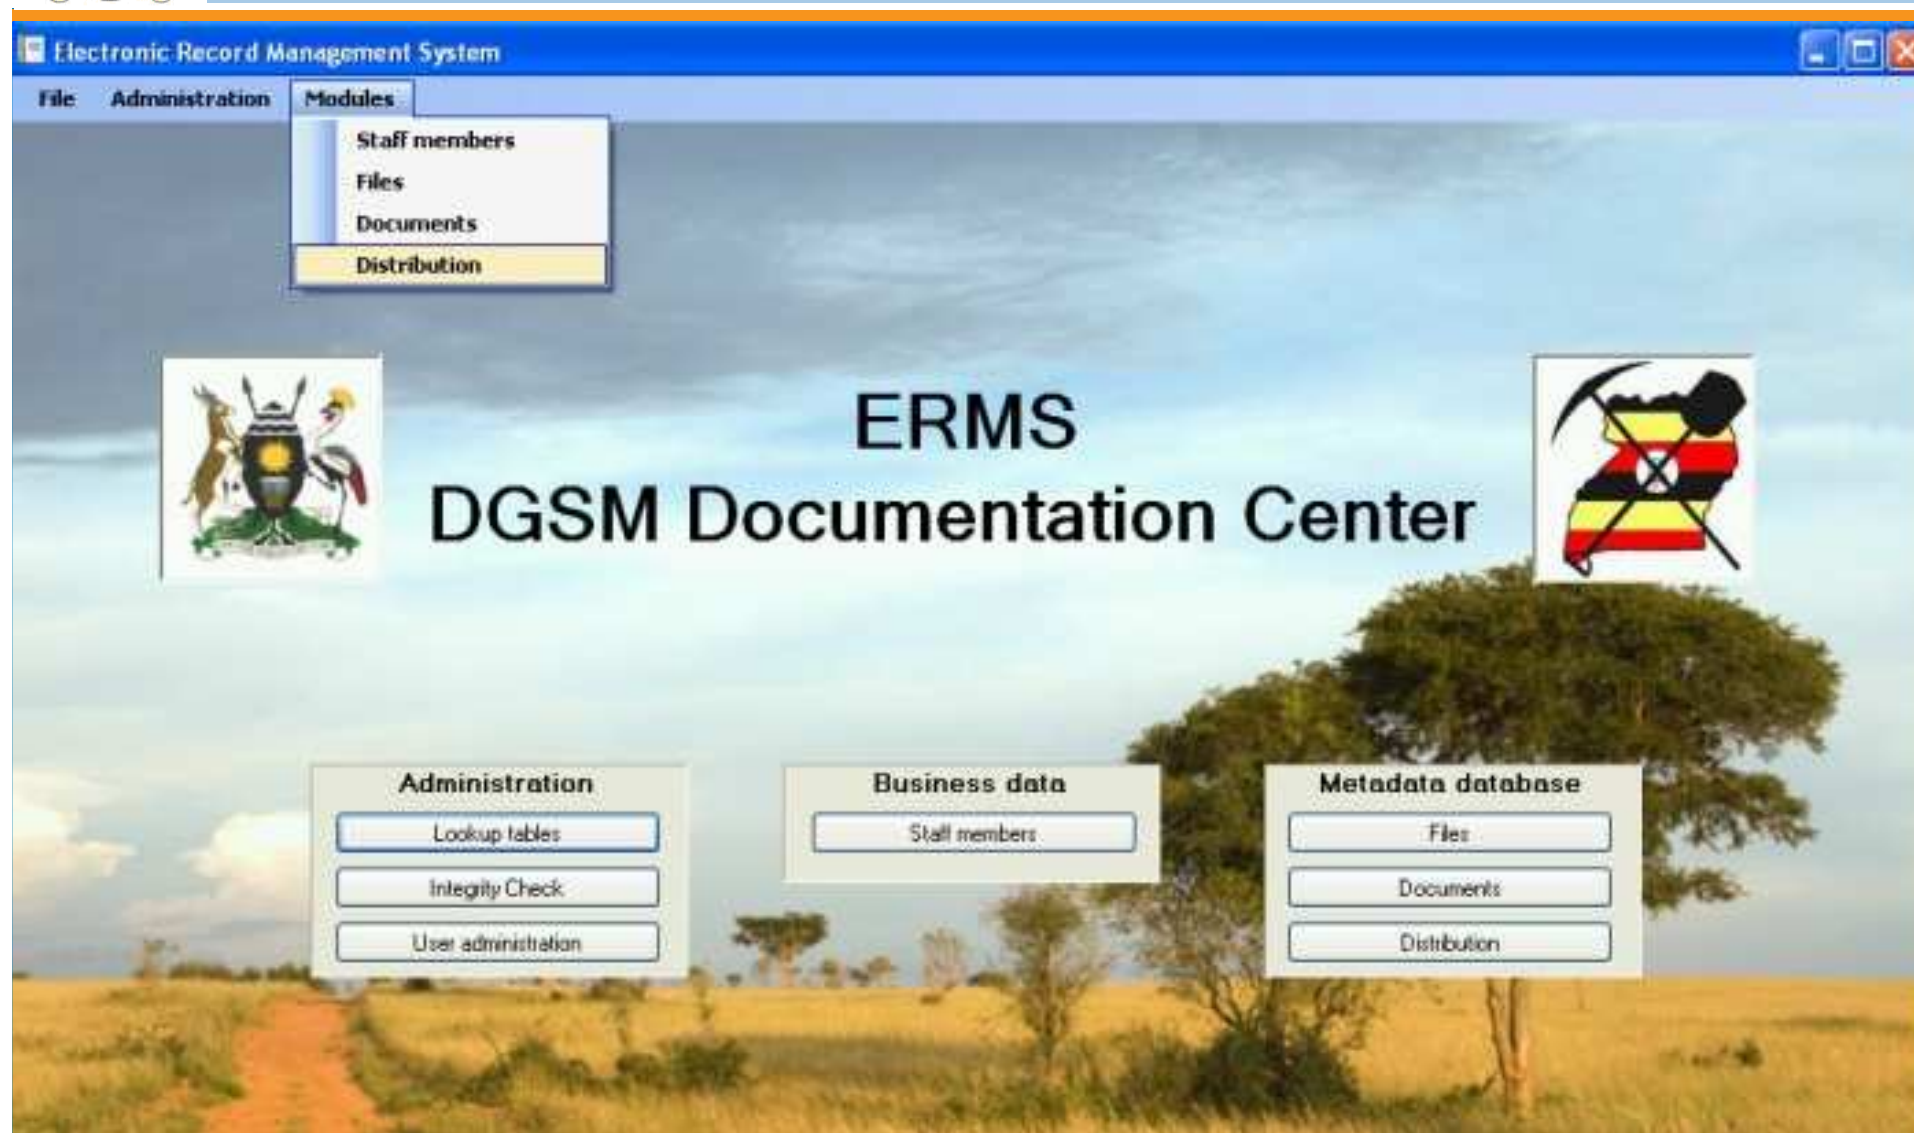 Electronic Record Management System
File Administration Modules
Staff members
Files
Documents
Distribution
ERMS
DGSM Documentation Center
Administration
Lookup tables
Integrity Check
User administration
Business data
Staff members
Metadata database
Files
Documents
Distribution